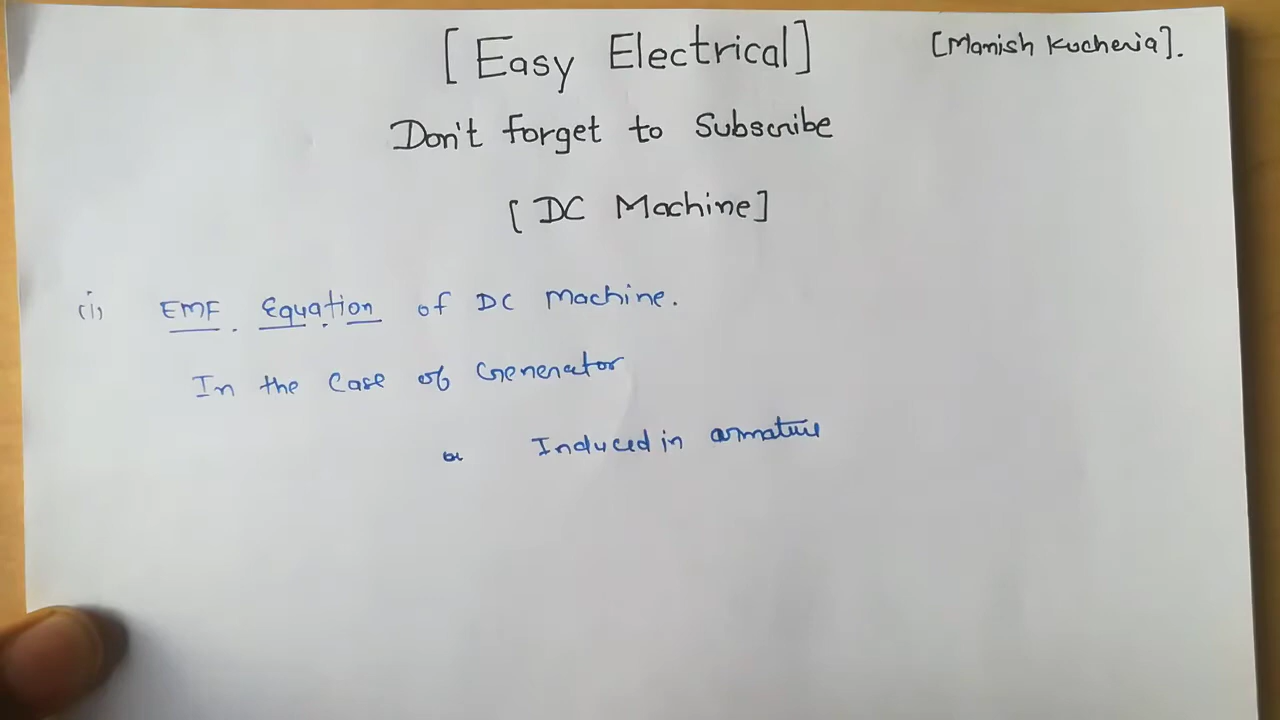 [Easy Electrical] [Manish Kucheria].
Don't forget to Subscribe
[DC Machine]
(i) EMF Equation of DC Machine.
In the Case of Generator
or Induced in armature